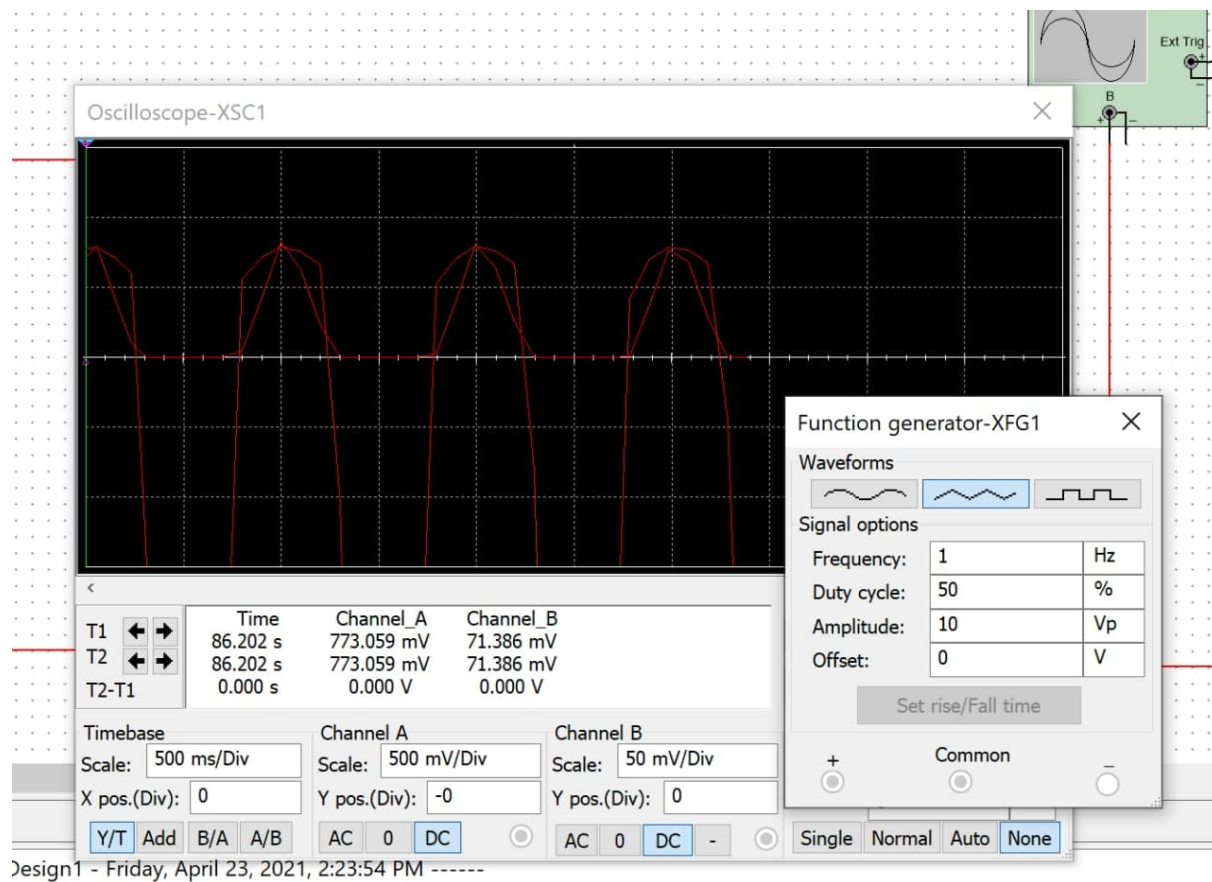 Ext Trig
+
−
B
+ −
Oscilloscope-XSC1
Time Channel_A Channel_B
T1 86.202 s 773.059 mV 71.386 mV
T2 86.202 s 773.059 mV 71.386 mV
T2-T1 0.000 s 0.000 V 0.000 V
Timebase
Scale: 500 ms/Div
X pos.(Div): 0
Y/T Add B/A A/B
Channel A
Scale: 500 mV/Div
Y pos.(Div): -0
AC 0 DC
Channel B
Scale: 50 mV/Div
Y pos.(Div): 0
AC 0 DC -
Single Normal Auto None
Function generator-XFG1
Waveforms
Signal options
Frequency: 1 Hz
Duty cycle: 50 %
Amplitude: 10 Vp
Offset: 0 V
Set rise/Fall time
+ Common −
Design1 - Friday, April 23, 2021, 2:23:54 PM ------